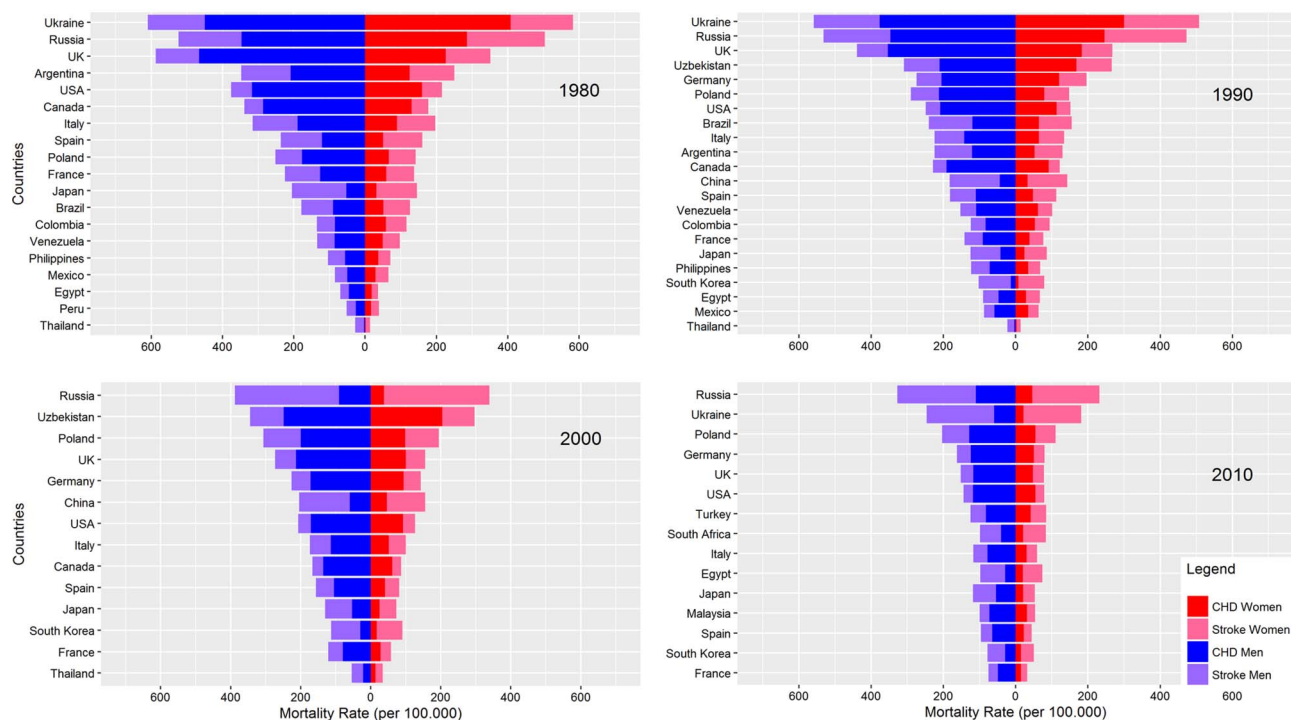 Countries
Ukraine
Russia
UK
Argentina
USA
Canada
Italy
Spain
Poland
France
Japan
Brazil
Colombia
Venezuela
Philippines
Mexico
Egypt
Peru
Thailand
1980
600 400 200 0 200 400 600
Ukraine
Russia
UK
Uzbekistan
Germany
Poland
USA
Brazil
Italy
Argentina
Canada
China
Spain
Venezuela
Colombia
France
Japan
Philippines
South Korea
Egypt
Mexico
Thailand
1990
600 400 200 0 200 400 600
Countries
Russia
Uzbekistan
Poland
UK
Germany
China
USA
Italy
Canada
Spain
Japan
South Korea
France
Thailand
2000
600 400 200 0 200 400 600
Mortality Rate (per 100.000)
Russia
Ukraine
Poland
Germany
UK
USA
Turkey
South Africa
Italy
Egypt
Japan
Malaysia
Spain
South Korea
France
2010
Legend
CHD Women
Stroke Women
CHD Men
Stroke Men
600 400 200 0 200 400 600
Mortality Rate (per 100.000)